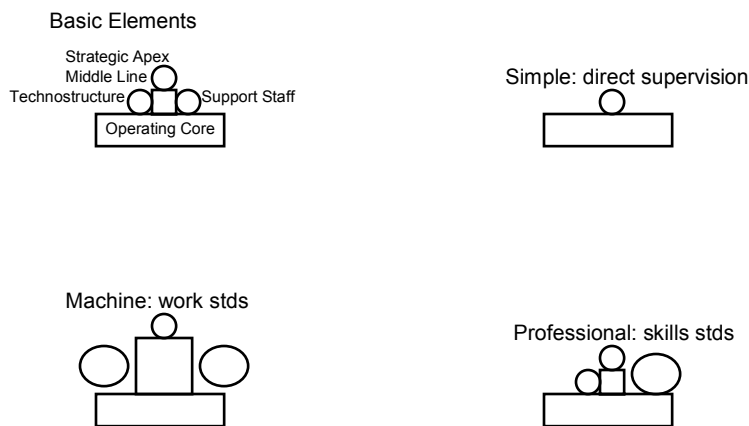 Basic Elements
Strategic Apex
Middle Line
Technostructure
Support Staff
Operating Core
Simple: direct supervision
Machine: work stds
Professional: skills stds